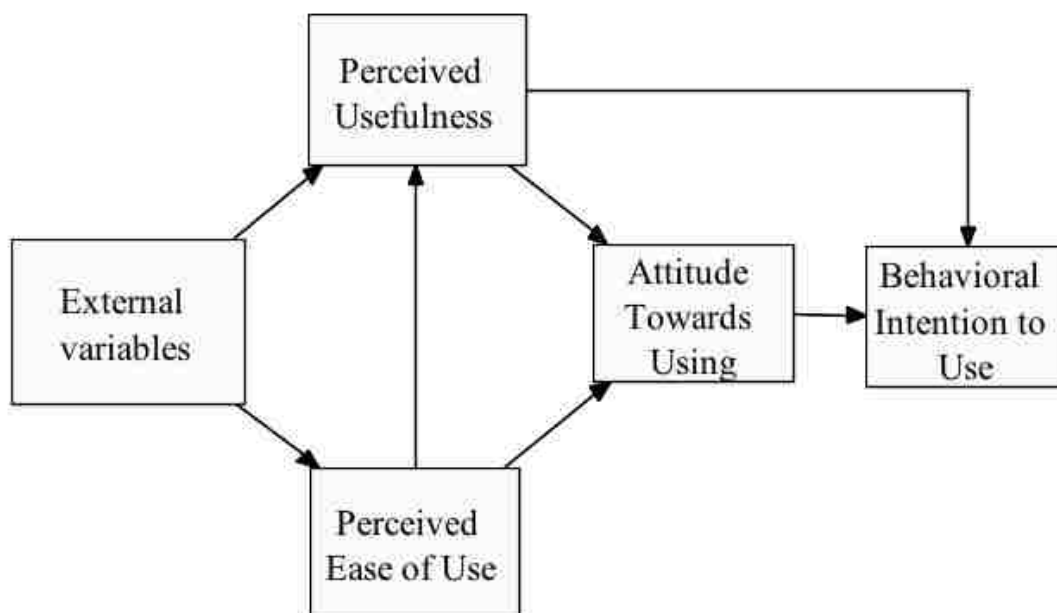 Perceived
Usefulness
External
variables
Attitude
Towards
Using
Behavioral
Intention to
Use
Perceived
Ease of Use